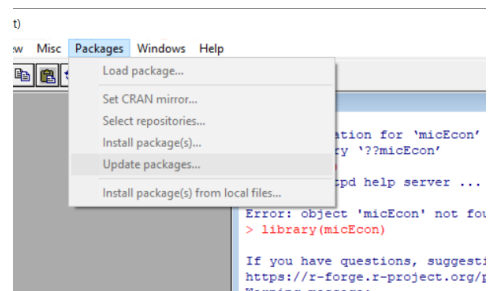 t)
ew Misc Packages Windows Help
Load package...
Set CRAN mirror...
Select repositories...
Install package(s)...
Update packages...
Install package(s) from local files...
ation for 'micEcon'
ry '??micEcon'
tpd help server ...
Error: object 'micEcon' not fou
> library(micEcon)
If you have questions, suggesti
https://r-forge.r-project.org/p